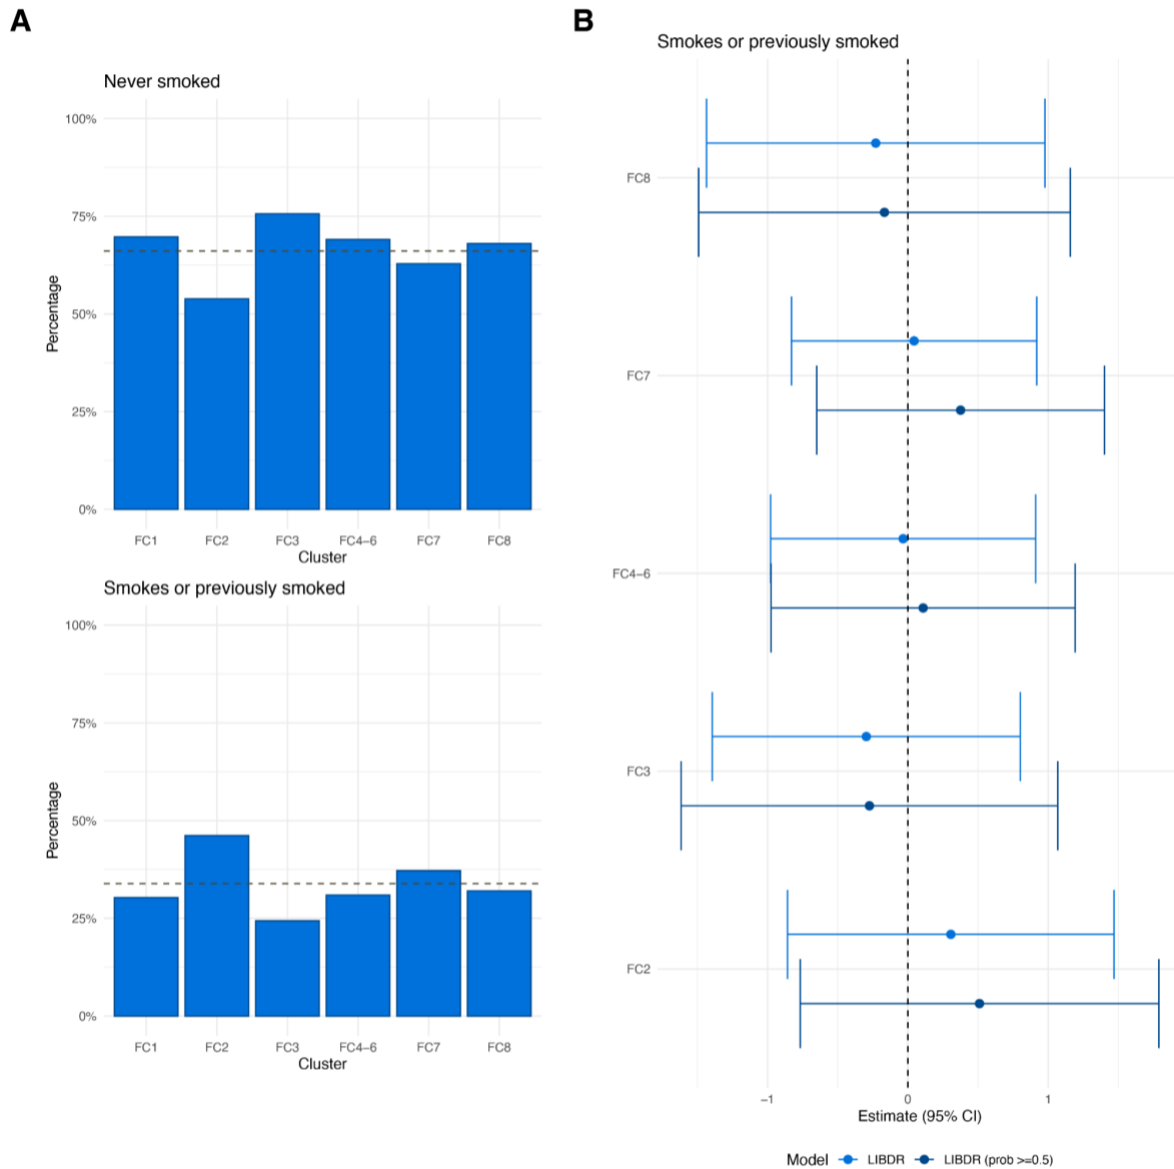 A
Never smoked
100%
75%
50%
25%
0%
Percentage
FC1 FC2 FC3 FC4−6 FC7 FC8
Cluster
Smokes or previously smoked
100%
75%
50%
25%
0%
Percentage
FC1 FC2 FC3 FC4−6 FC7 FC8
Cluster
B
Smokes or previously smoked
FC8
FC7
FC4−6
FC3
FC2
−1 0 1
Estimate (95% CI)
Model LIBDR LIBDR (prob >=0.5)